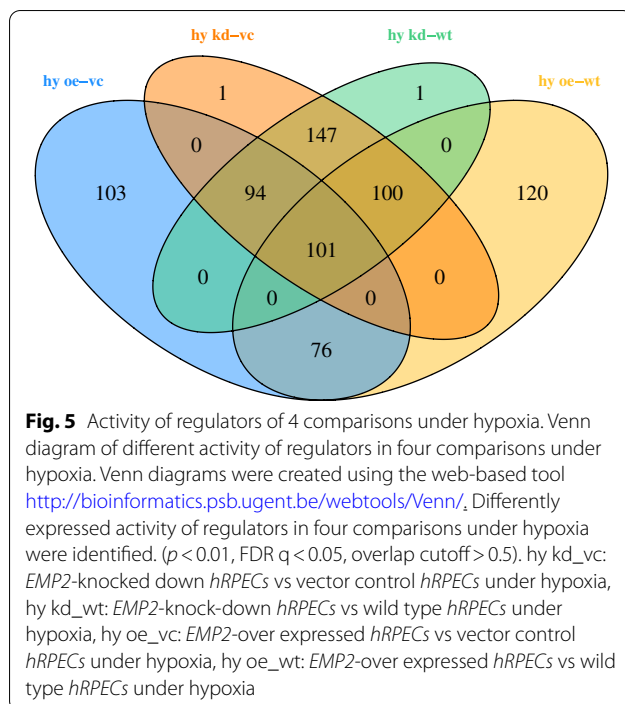 hy kd–vc
hy kd–wt
hy oe–vc
hy oe–wt
1
1
0
147
0
103
94
100
120
101
0
0
0
0
76
Fig. 5 Activity of regulators of 4 comparisons under hypoxia. Venn
diagram of different activity of regulators in four comparisons under
hypoxia. Venn diagrams were created using the web-based tool
http://bioinformatics.psb.ugent.be/webtools/Venn/. Differently
expressed activity of regulators in four comparisons under hypoxia
were identified. (p < 0.01, FDR q < 0.05, overlap cutoff > 0.5). hy kd_vc:
EMP2-knocked down hRPECs vs vector control hRPECs under hypoxia,
hy kd_wt: EMP2-knock-down hRPECs vs wild type hRPECs under
hypoxia, hy oe_vc: EMP2-over expressed hRPECs vs vector control
hRPECs under hypoxia, hy oe_wt: EMP2-over expressed hRPECs vs wild
type hRPECs under hypoxia